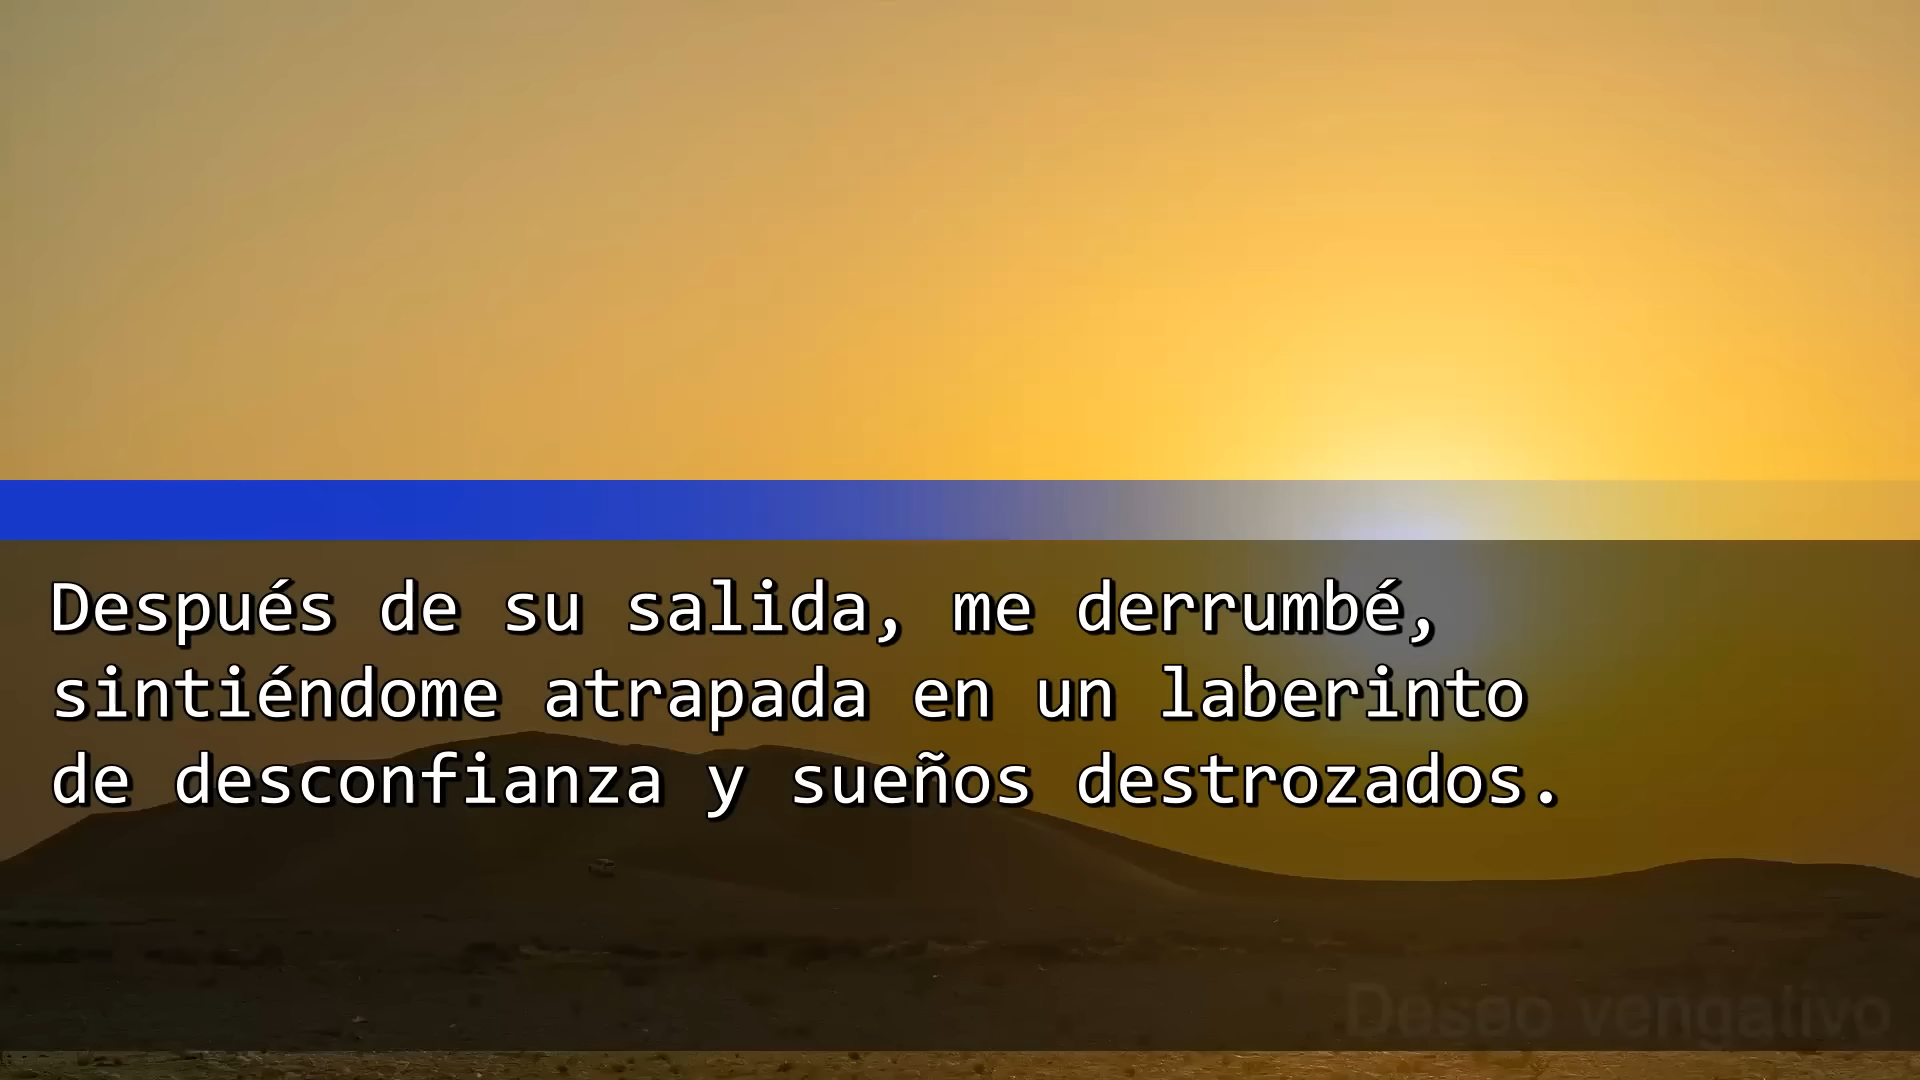 Después de su salida, me derrumbé,
sintiéndome atrapada en un laberinto
de desconfianza y sueños destrozados.
Deseo vengativo